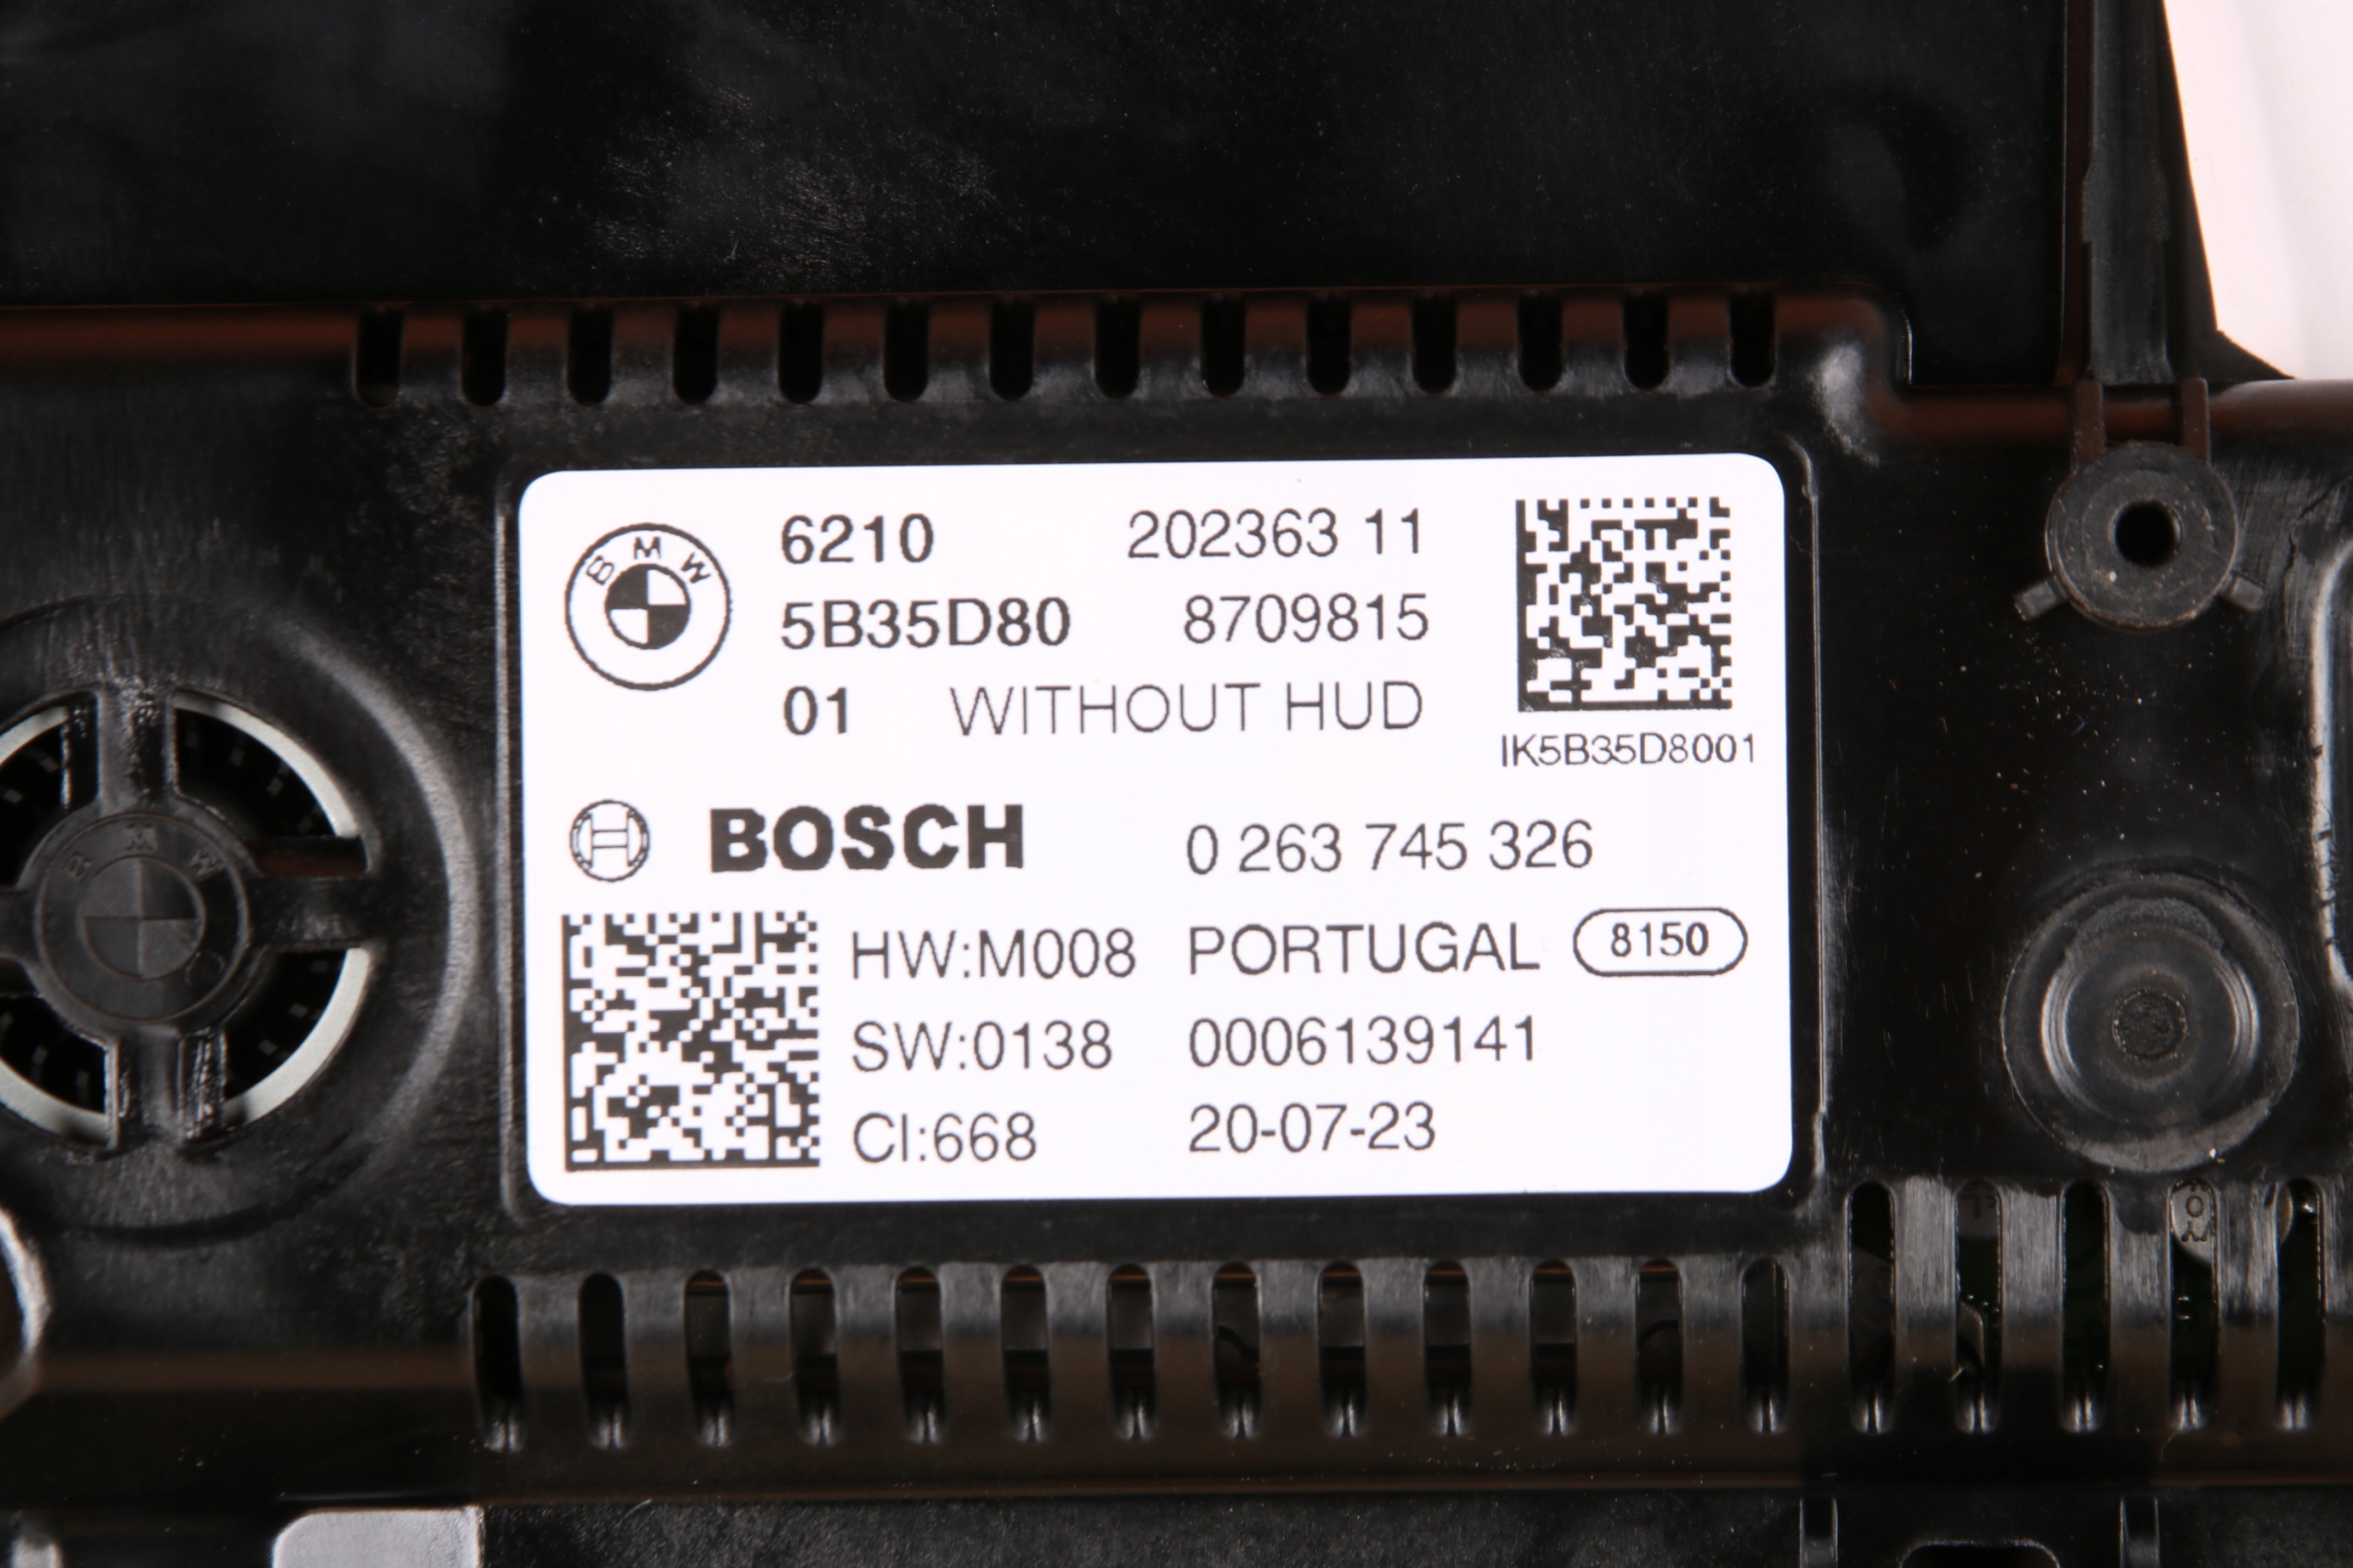 BMW
6210 202363 11
5B35D80 8709815
01 WITHOUT HUD
IK5B35D8001
BOSCH 0 263 745 326
HW:M008 PORTUGAL 8150
SW:0138 0006139141
CI:668 20-07-23
BMW